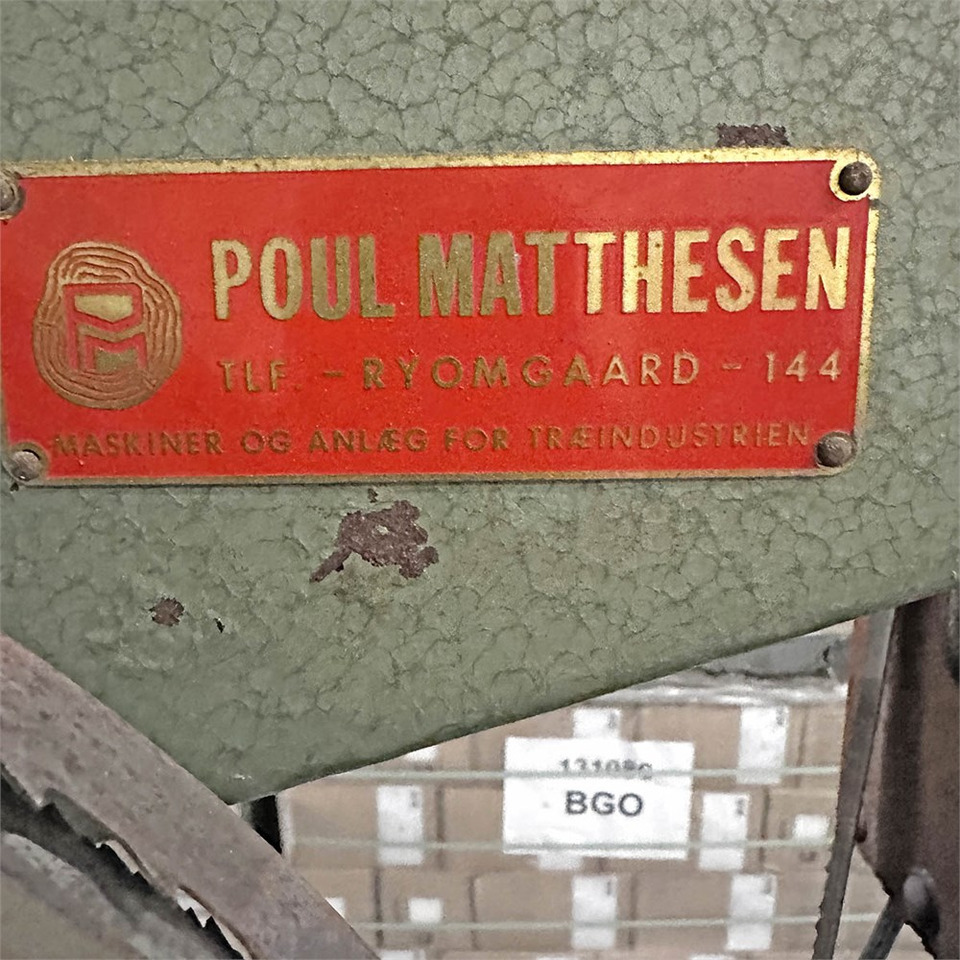 POUL MATTHESEN
TLF. - RYOMGAARD - 144
MASKINER OG ANLÆG FOR TRÆINDUSTRIEN
BGO